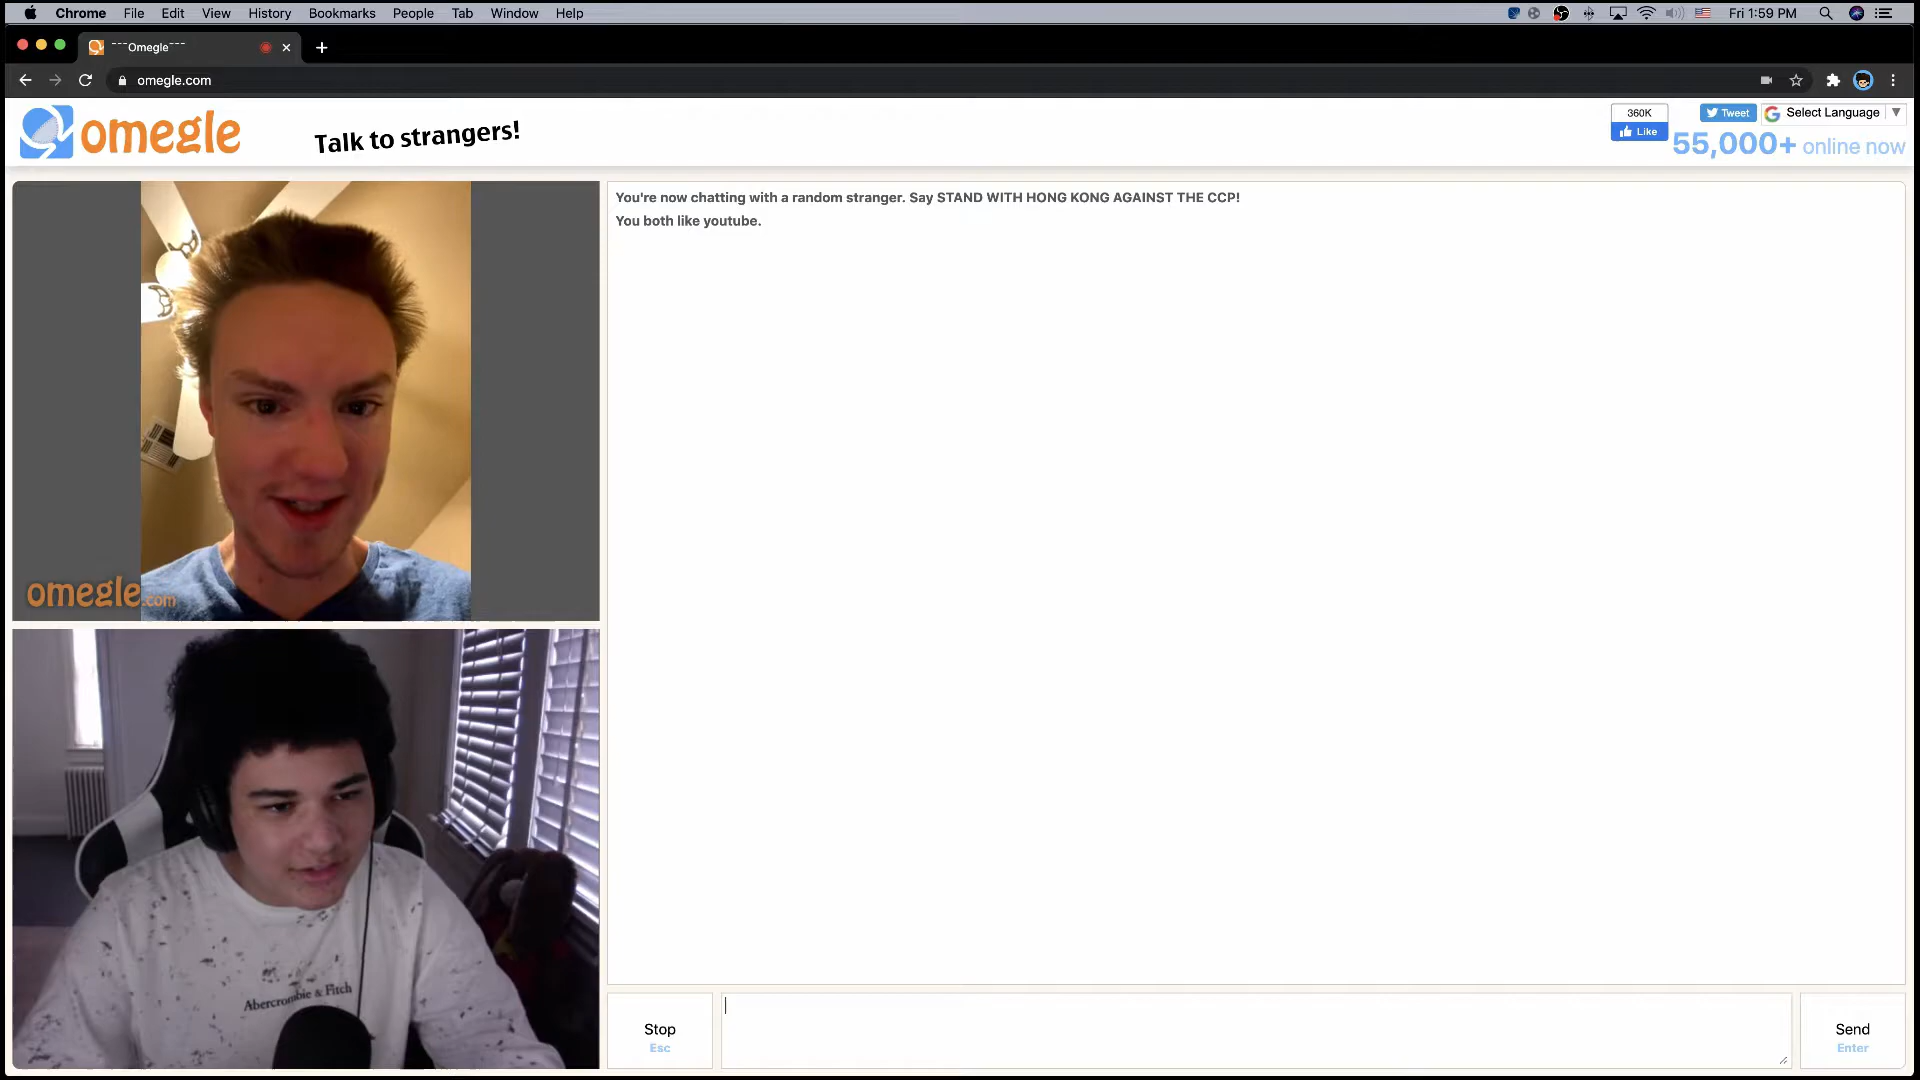 Chrome File Edit View History Bookmarks People Tab Window Help
Fri 1:59 PM
---Omegle---
omegle.com
omegle
Talk to strangers!
360K
Like
Tweet
Select Language
55,000+ online now
You're now chatting with a random stranger. Say STAND WITH HONG KONG AGAINST THE CCP!
You both like youtube.
omegle.com
Abercrombie & Fitch
Stop
Esc
Send
Enter